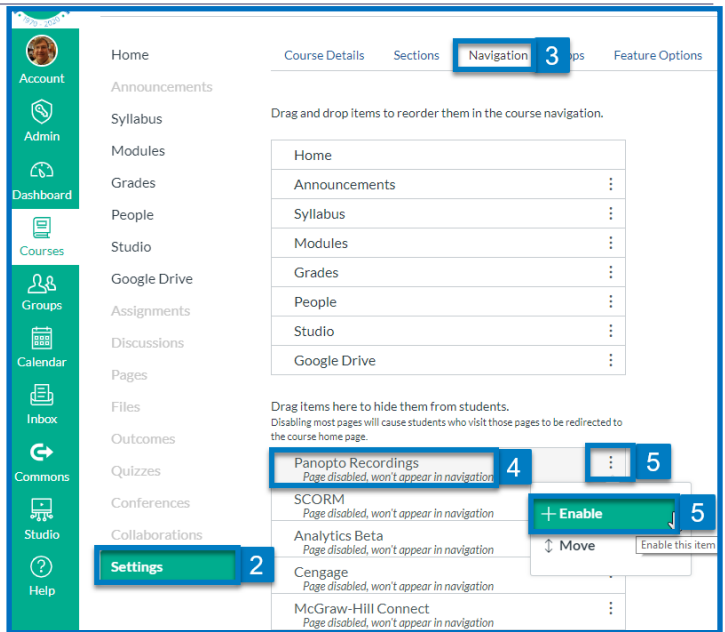 1975 - 2020
Account
Admin
Dashboard
Courses
Groups
Calendar
Inbox
Commons
Studio
Help
Home
Announcements
Syllabus
Modules
Grades
People
Studio
Google Drive
Assignments
Discussions
Pages
Files
Outcomes
Quizzes
Conferences
Collaborations
Settings 2
Course Details Sections Navigation 3 ps Feature Options
Drag and drop items to reorder them in the course navigation.
Home
Announcements
Syllabus
Modules
Grades
People
Studio
Google Drive
Drag items here to hide them from students.
Disabling most pages will cause students who visit those pages to be redirected to
the course home page.
Panopto Recordings 4 5
Page disabled, won't appear in navigation
SCORM
Page disabled, won't appear in navigation
+ Enable 5
Analytics Beta
Page disabled, won't appear in navigation
Move Enable this item
Cengage
Page disabled, won't appear in navigation
McGraw-Hill Connect
Page disabled, won't appear in navigation